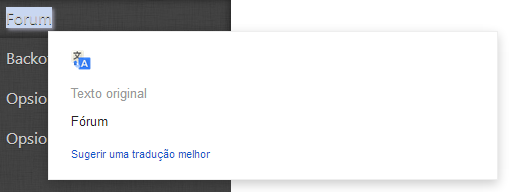 Forum
Texto original
Backo
Fórum
Opsio
Opsio
Sugerir uma tradução melhor